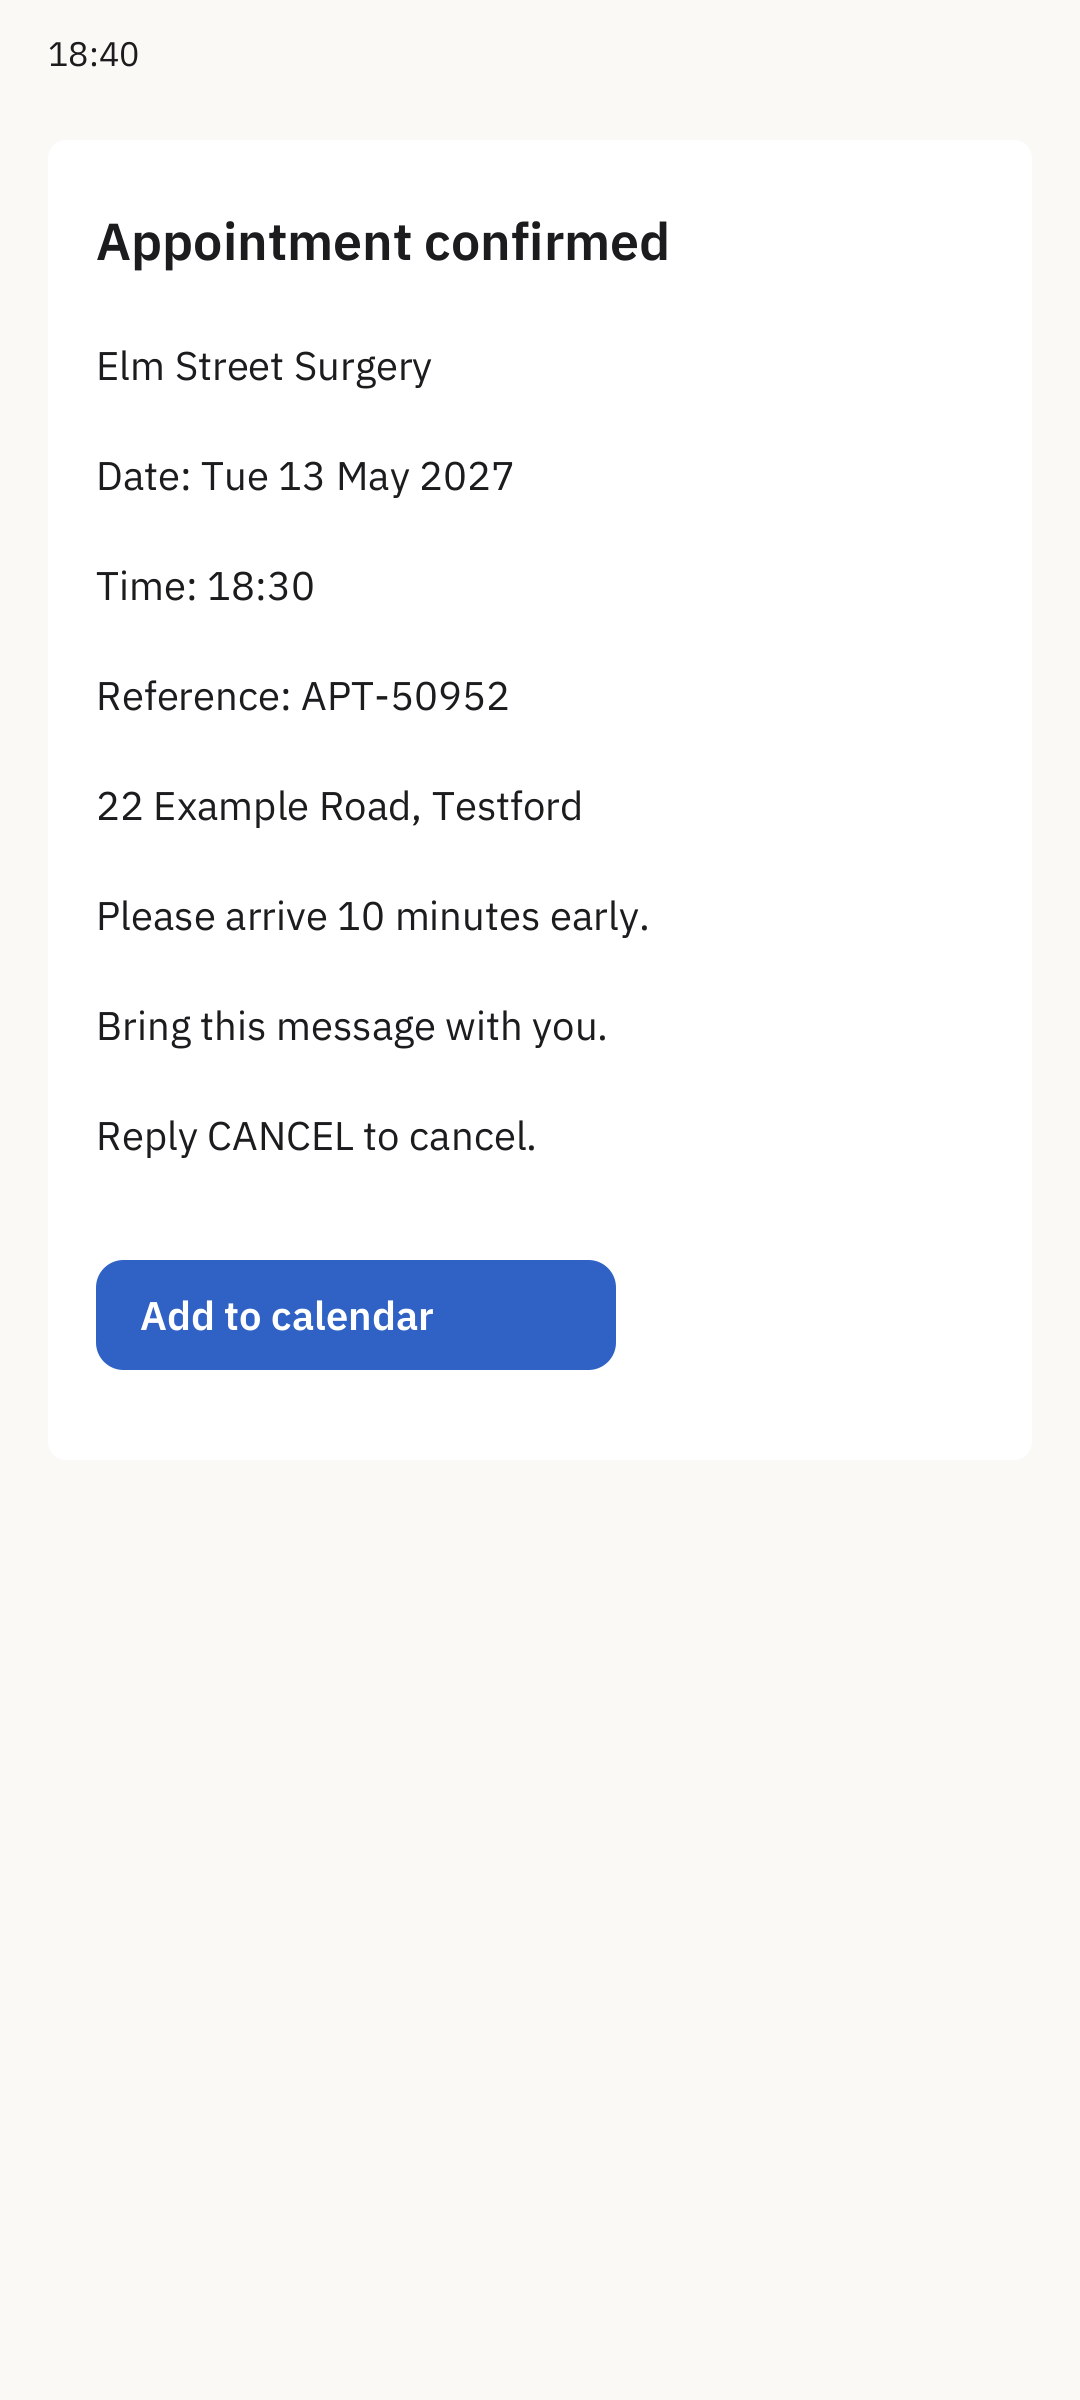 18:40
Appointment confirmed
Elm Street Surgery
Date: Tue 13 May 2027
Time: 18:30
Reference: APT-50952
22 Example Road, Testford
Please arrive 10 minutes early.
Bring this message with you.
Reply CANCEL to cancel.
Add to calendar